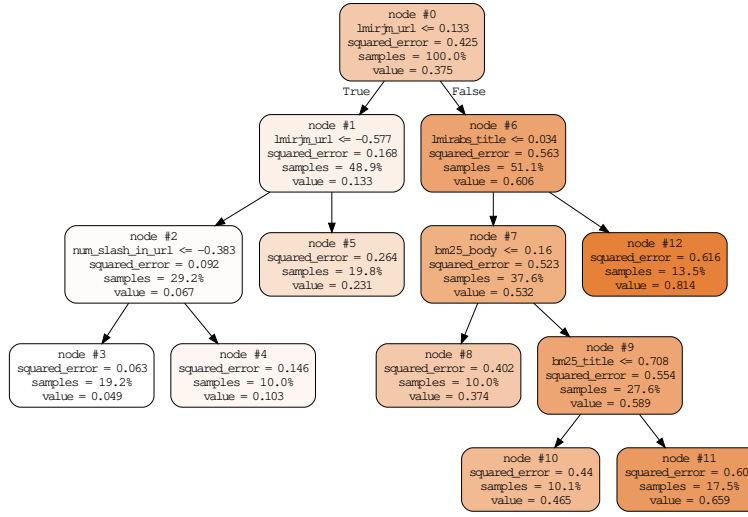 node #0
lmirjm_url <= 0.133
squared_error = 0.425
samples = 100.0%
value = 0.375
True
False
node #1
lmirjm_url <= -0.577
squared_error = 0.168
samples = 48.9%
value = 0.133
node #6
lmirabs_title <= 0.034
squared_error = 0.563
samples = 51.1%
value = 0.606
node #2
num_slash_in_url <= -0.383
squared_error = 0.092
samples = 29.2%
value = 0.067
node #5
squared_error = 0.264
samples = 19.8%
value = 0.231
node #7
bm25_body <= 0.16
squared_error = 0.523
samples = 37.6%
value = 0.532
node #12
squared_error = 0.616
samples = 13.5%
value = 0.814
node #3
squared_error = 0.063
samples = 19.2%
value = 0.049
node #4
squared_error = 0.146
samples = 10.0%
value = 0.103
node #8
squared_error = 0.402
samples = 10.0%
value = 0.374
node #9
bm25_title <= 0.708
squared_error = 0.554
samples = 27.6%
value = 0.589
node #10
squared_error = 0.44
samples = 10.1%
value = 0.465
node #11
squared_error = 0.60
samples = 17.5%
value = 0.659